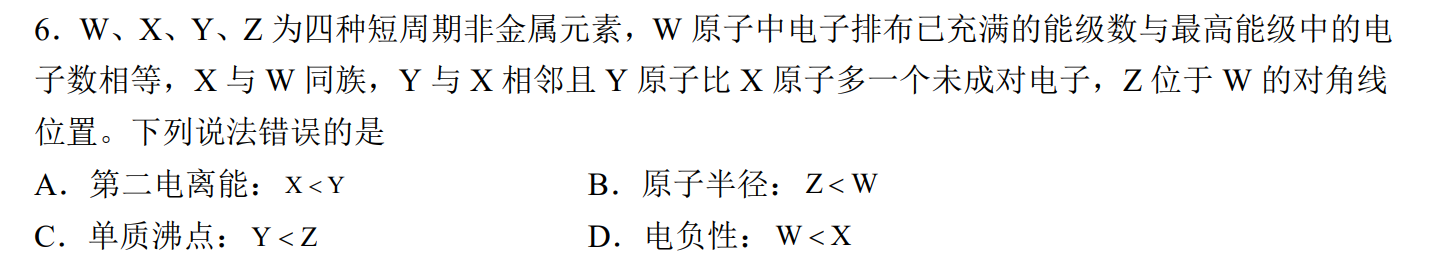 6．W、X、Y、Z 为四种短周期非金属元素，W 原子中电子排布已充满的能级数与最高能级中的电
子数相等，X 与 W 同族，Y 与 X 相邻且 Y 原子比 X 原子多一个未成对电子，Z 位于 W 的对角线
位置。下列说法错误的是
A．第二电离能：X<Y B．原子半径：Z<W
C．单质沸点：Y<Z D．电负性：W<X